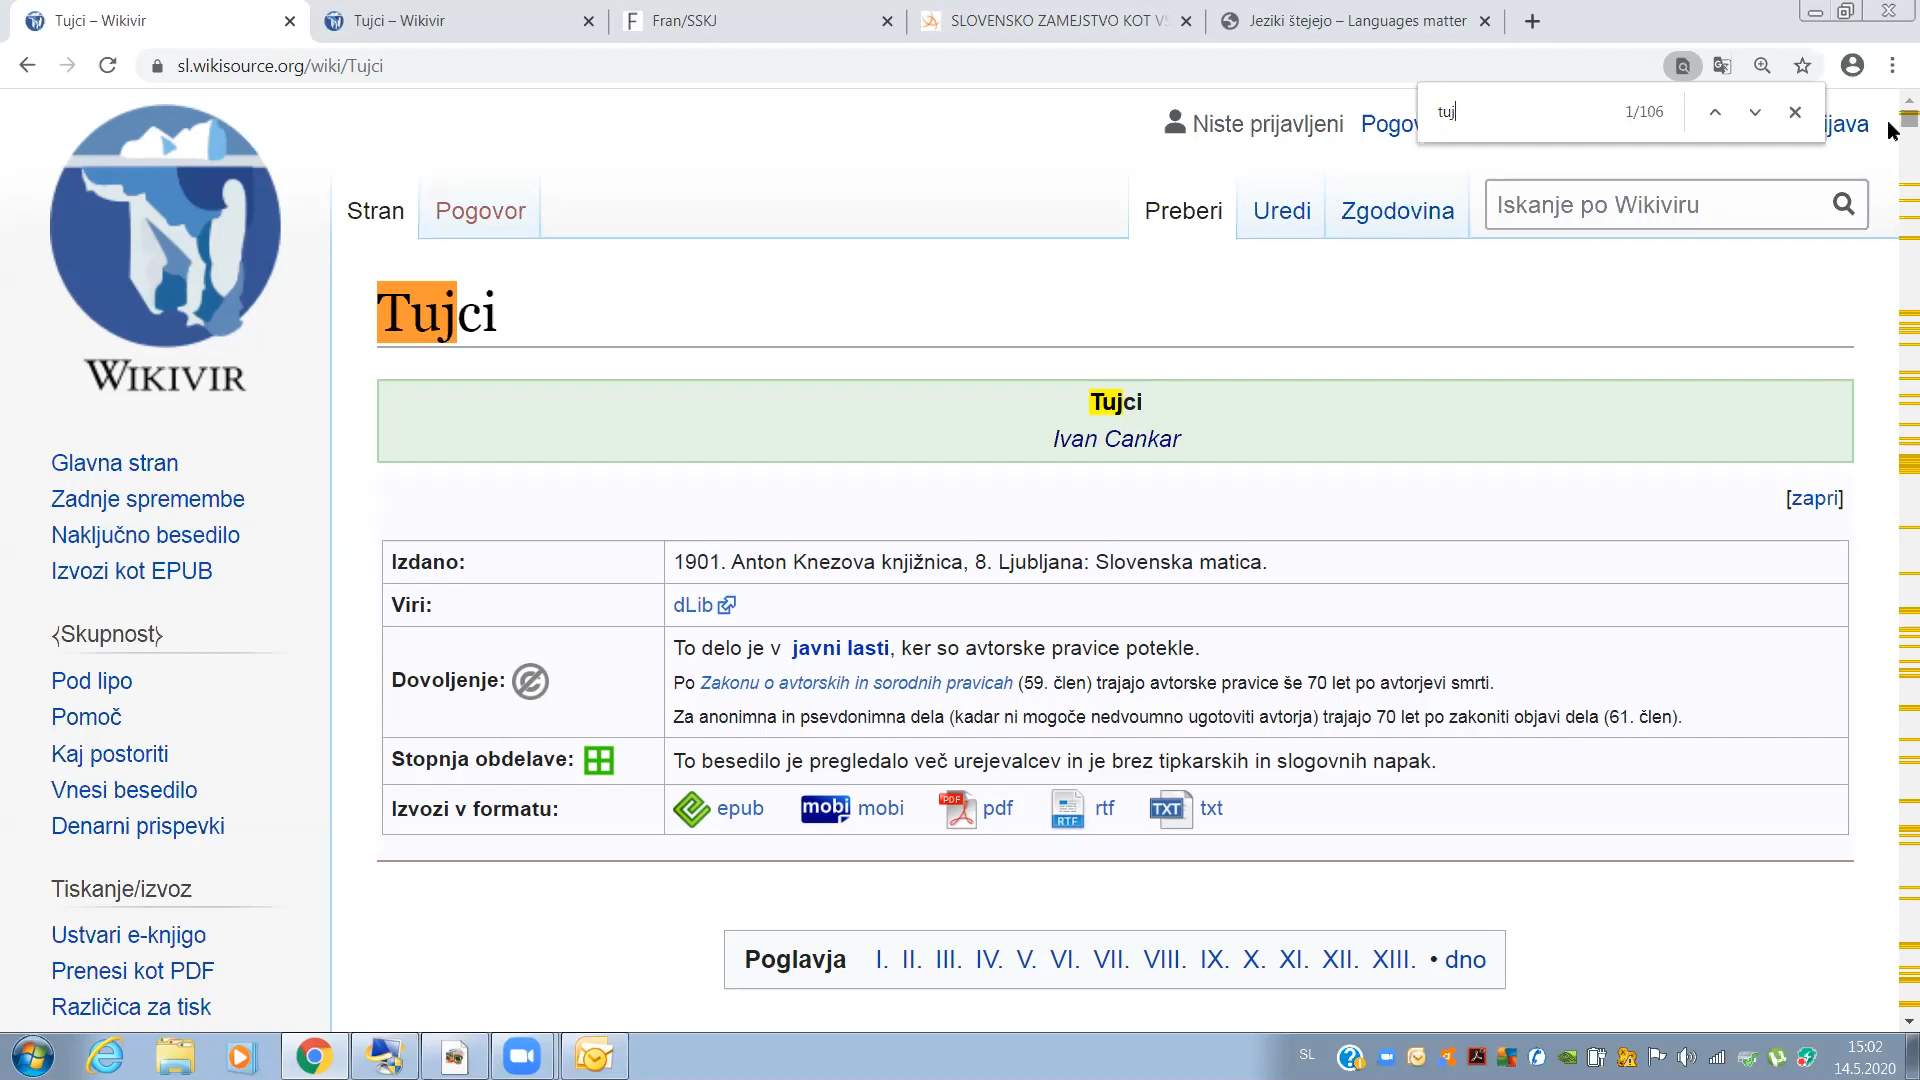 Tujci – Wikivir
Tujci – Wikivir
Fran/SSKJ
SLOVENSKO ZAMEJSTVO KOT VS
Jeziki štejejo – Languages matter
sl.wikisource.org/wiki/Tujci
tuj
1/106
Niste prijavljeni
Pogov
ijava
Stran
Pogovor
Preberi
Uredi
Zgodovina
Iskanje po Wikiviru
WIKIVIR
Glavna stran
Zadnje spremembe
Naključno besedilo
Izvozi kot EPUB
⧼Skupnost⧽
Pod lipo
Pomoč
Kaj postoriti
Vnesi besedilo
Denarni prispevki
Tiskanje/izvoz
Ustvari e-knjigo
Prenesi kot PDF
Različica za tisk
Tujci
Tujci
Ivan Cankar
[zapri]
Izdano:
1901. Anton Knezova knjižnica, 8. Ljubljana: Slovenska matica.
Viri:
dLib
Dovoljenje:
To delo je v javni lasti, ker so avtorske pravice potekle.
Po Zakonu o avtorskih in sorodnih pravicah (59. člen) trajajo avtorske pravice še 70 let po avtorjevi smrti.
Za anonimna in psevdonimna dela (kadar ni mogoče nedvoumno ugotoviti avtorja) trajajo 70 let po zakoniti objavi dela (61. člen).
Stopnja obdelave:
To besedilo je pregledalo več urejevalcev in je brez tipkarskih in slogovnih napak.
Izvozi v formatu:
epub
mobi
mobi
PDF
pdf
RTF
rtf
TXT
txt
Poglavja I. II. III. IV. V. VI. VII. VIII. IX. X. XI. XII. XIII. • dno
SL
15:02
14.5.2020